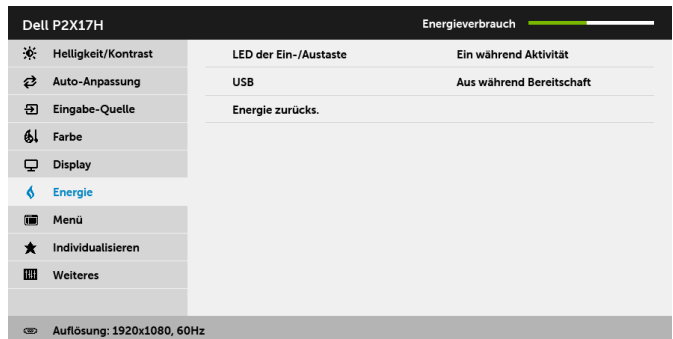 Dell P2X17H
Energieverbrauch
Helligkeit/Kontrast
LED der Ein-/Austaste
Ein während Aktivität
Auto-Anpassung
USB
Aus während Bereitschaft
Eingabe-Quelle
Energie zurücks.
Farbe
Display
Energie
Menü
Individualisieren
Weiteres
Auflösung: 1920x1080, 60Hz